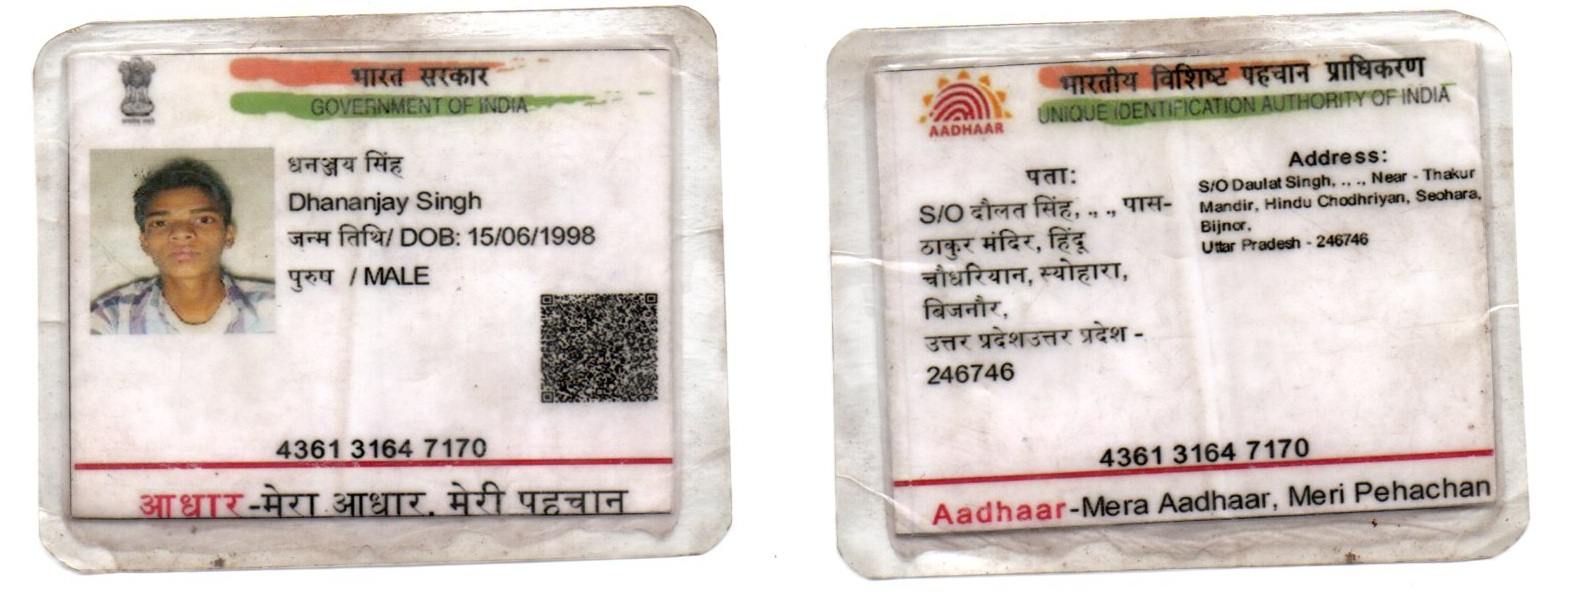 भारत सरकार
GOVERNMENT OF INDIA
धनञ्जय सिंह
Dhananjay Singh
जन्म तिथि/ DOB: 15/06/1998
पुरुष / MALE
4361 3164 7170
आधार-मेरा आधार, मेरी पहचान
भारतीय विशिष्ट पहचान प्राधिकरण
UNIQUE IDENTIFICATION AUTHORITY OF INDIA
AADHAAR
पता:
S/O दौलत सिंह, ., ., पास-
ठाकुर मंदिर, हिंदू
चौधरियान, स्योहारा,
बिजनौर,
उत्तर प्रदेशउत्तर प्रदेश -
246746
Address:
S/O Daulat Singh, ., ., Near - Thakur
Mandir, Hindu Chodhriyan, Seohara,
Bijnor,
Uttar Pradesh - 246746
4361 3164 7170
Aadhaar-Mera Aadhaar, Meri Pehachan